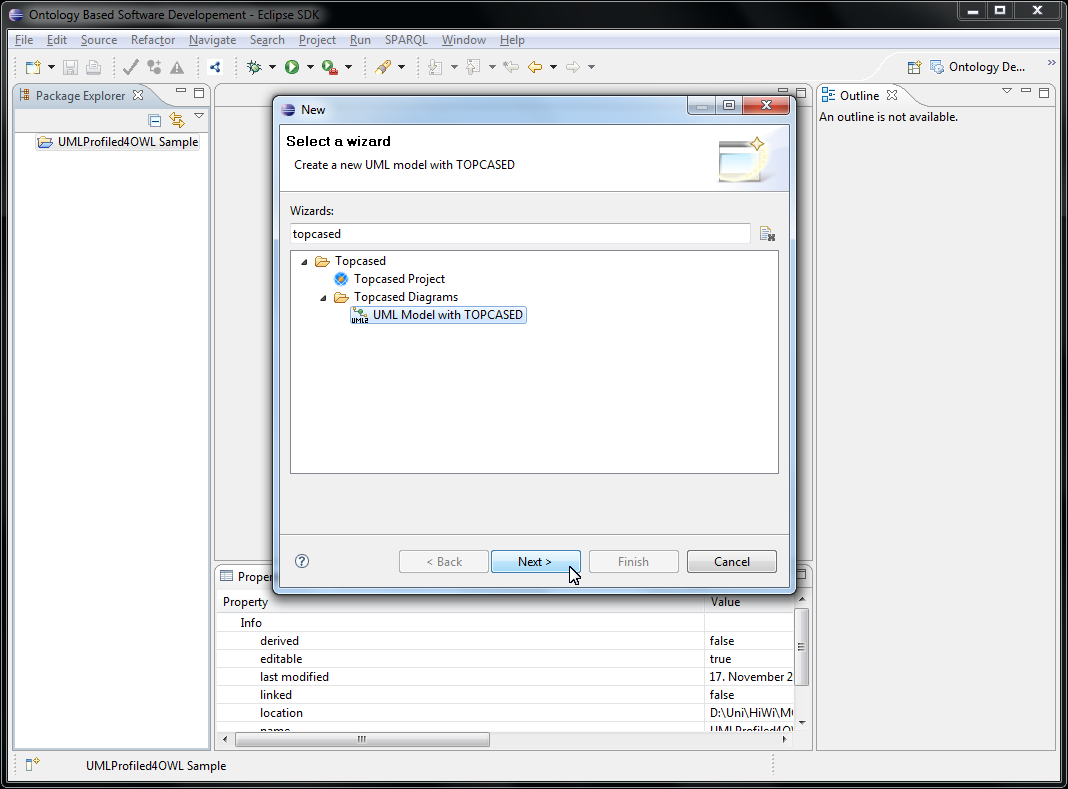 Ontology Based Software Developement - Eclipse SDK
File Edit Source Refactor Navigate Search Project Run SPARQL Window Help
Ontology De...
Package Explorer
UMLProfiled4OWL Sample
New
Select a wizard
Create a new UML model with TOPCASED
Wizards:
topcased
Topcased
Topcased Project
Topcased Diagrams
UML2 UML Model with TOPCASED
< Back Next > Finish Cancel
Outline
An outline is not available.
Proper
Property Value
Info
derived false
editable true
last modified 17. November 2
linked false
location D:\Uni\HiWi\M
name UMLProfiled4OW
UMLProfiled4OWL Sample